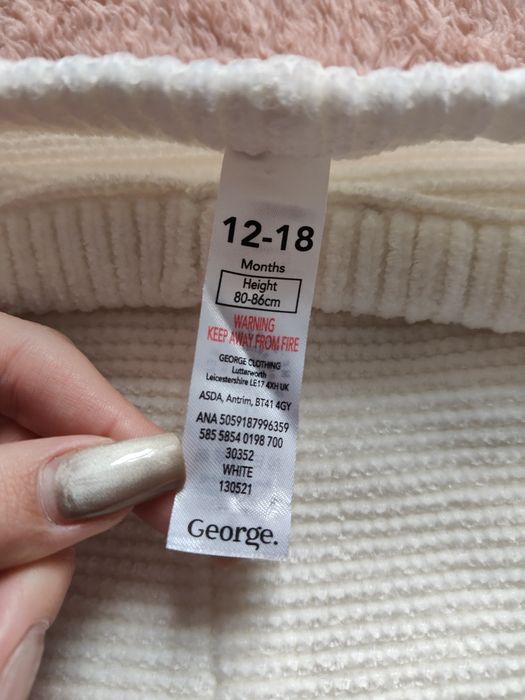 12-18
Months
Height
80-86cm
WARNING
KEEP AWAY FROM FIRE
GEORGE CLOTHING
Lutterworth
Leicestershire LE17 4XH UK
ASDA, Antrim, BT41 4GY
ANA 5059187996359
585 5854 0198 700
30352
WHITE
130521
George.